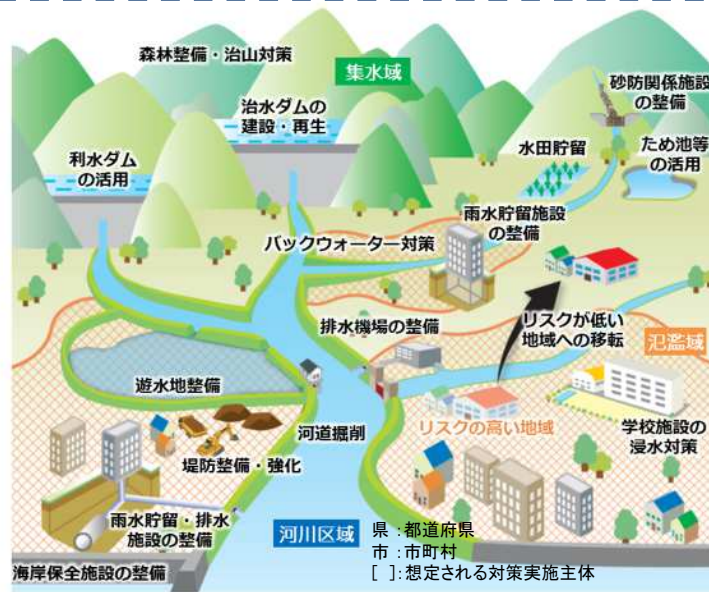 森林整備・治山対策
集水域
砂防関係施設
の整備
治水ダムの
建設・再生
水田貯留
ため池等
の活用
利水ダム
の活用
雨水貯留施設
の整備
バックウォーター対策
排水機場の整備
リスクが低い
地域への移転
氾濫域
遊水地整備
リスクの高い地域
学校施設の
浸水対策
河道掘削
堤防整備・強化
雨水貯留・排水
施設の整備
河川区域
県 :都道府県
市 :市町村
[ ]:想定される対策実施主体
海岸保全施設の整備